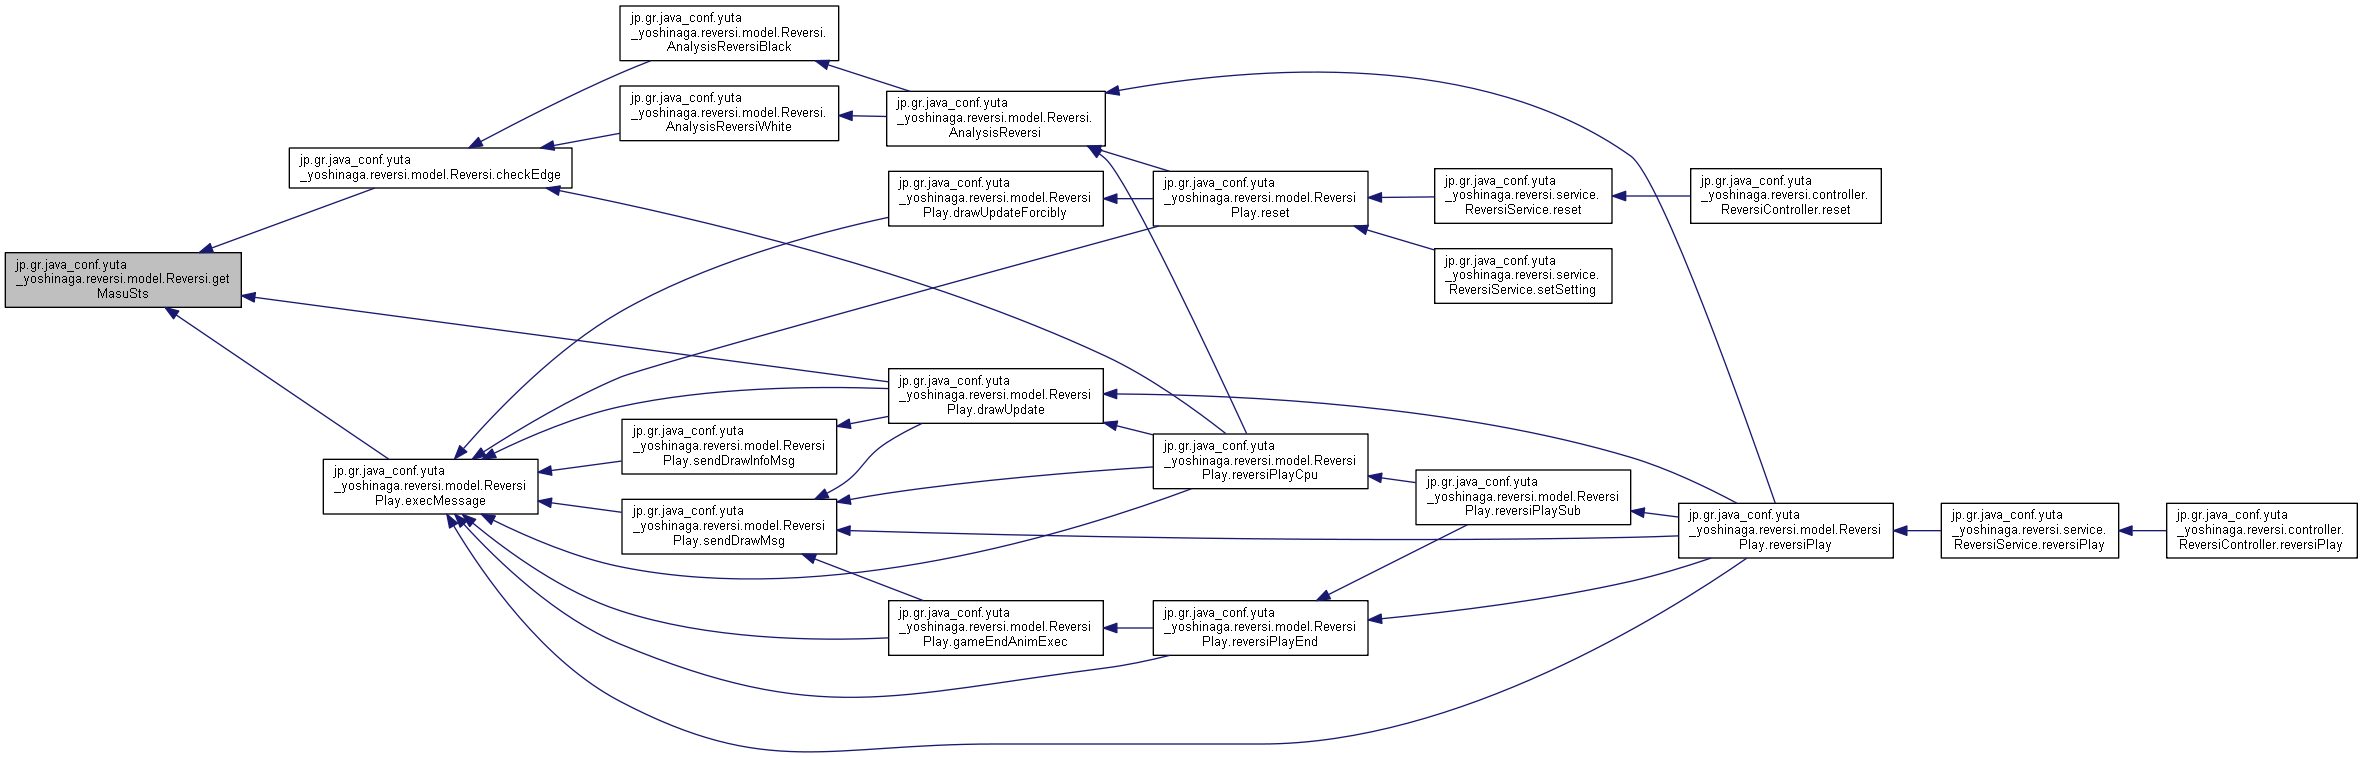 jp.gr.java_conf.yuta
_yoshinaga.reversi.model.Reversi.
AnalysisReversiBlack
jp.gr.java_conf.yuta
_yoshinaga.reversi.model.Reversi.
AnalysisReversiWhite
jp.gr.java_conf.yuta
_yoshinaga.reversi.model.Reversi.
AnalysisReversi
jp.gr.java_conf.yuta
_yoshinaga.reversi.model.Reversi.checkEdge
jp.gr.java_conf.yuta
_yoshinaga.reversi.model.Reversi
Play.drawUpdateForcibly
jp.gr.java_conf.yuta
_yoshinaga.reversi.model.Reversi
Play.reset
jp.gr.java_conf.yuta
_yoshinaga.reversi.service.
ReversiService.reset
jp.gr.java_conf.yuta
_yoshinaga.reversi.controller.
ReversiController.reset
jp.gr.java_conf.yuta
_yoshinaga.reversi.model.Reversi.get
MasuSts
jp.gr.java_conf.yuta
_yoshinaga.reversi.service.
ReversiService.setSetting
jp.gr.java_conf.yuta
_yoshinaga.reversi.model.Reversi
Play.drawUpdate
jp.gr.java_conf.yuta
_yoshinaga.reversi.model.Reversi
Play.sendDrawInfoMsg
jp.gr.java_conf.yuta
_yoshinaga.reversi.model.Reversi
Play.reversiPlayCpu
jp.gr.java_conf.yuta
_yoshinaga.reversi.model.Reversi
Play.execMessage
jp.gr.java_conf.yuta
_yoshinaga.reversi.model.Reversi
Play.reversiPlaySub
jp.gr.java_conf.yuta
_yoshinaga.reversi.model.Reversi
Play.sendDrawMsg
jp.gr.java_conf.yuta
_yoshinaga.reversi.model.Reversi
Play.reversiPlay
jp.gr.java_conf.yuta
_yoshinaga.reversi.service.
ReversiService.reversiPlay
jp.gr.java_conf.yuta
_yoshinaga.reversi.controller.
ReversiController.reversiPlay
jp.gr.java_conf.yuta
_yoshinaga.reversi.model.Reversi
Play.gameEndAnimExec
jp.gr.java_conf.yuta
_yoshinaga.reversi.model.Reversi
Play.reversiPlayEnd